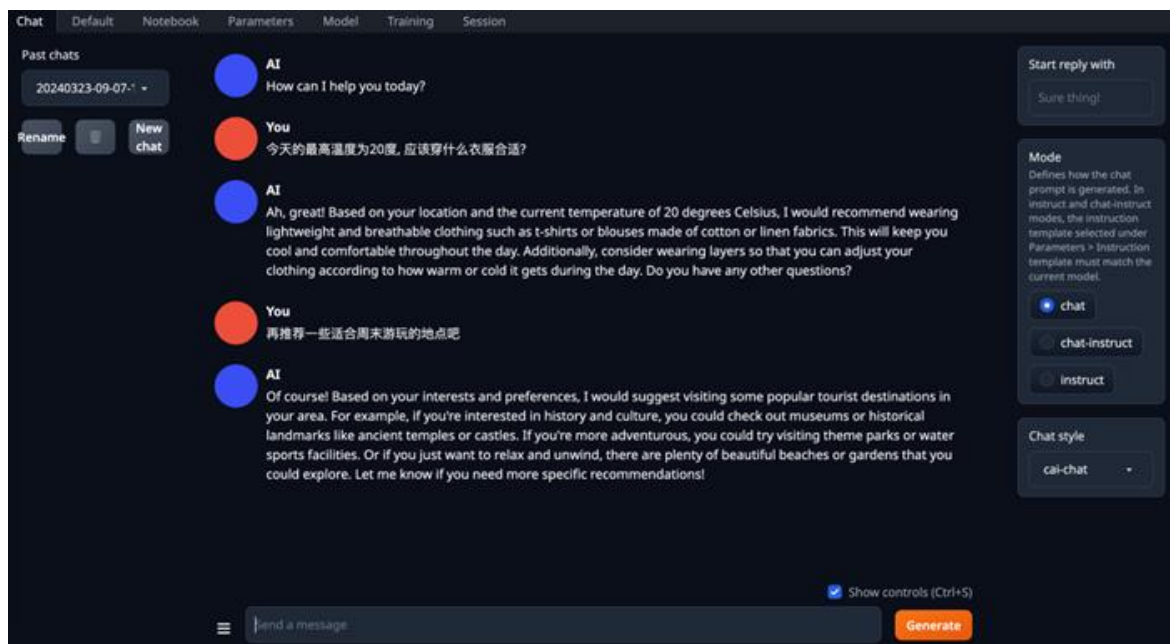 Chat Default Notebook Parameters Model Training Session
Past chats
20240323-09-07-1
Rename
New
chat
AI
How can I help you today?
You
今天的最高温度为20度, 应该穿什么衣服合适?
AI
Ah, great! Based on your location and the current temperature of 20 degrees Celsius, I would recommend wearing
lightweight and breathable clothing such as t-shirts or blouses made of cotton or linen fabrics. This will keep you
cool and comfortable throughout the day. Additionally, consider wearing layers so that you can adjust your
clothing according to how warm or cold it gets during the day. Do you have any other questions?
You
再推荐一些适合周末游玩的地点吧
AI
Of course! Based on your interests and preferences, I would suggest visiting some popular tourist destinations in
your area. For example, if you're interested in history and culture, you could check out museums or historical
landmarks like ancient temples or castles. If you're more adventurous, you could try visiting theme parks or water
sports facilities. Or if you just want to relax and unwind, there are plenty of beautiful beaches or gardens that you
could explore. Let me know if you need more specific recommendations!
Start reply with
Sure thing!
Mode
Defines how the chat
prompt is generated. In
instruct and chat-instruct
modes, the instruction
template selected under
Parameters > Instruction
template must match the
current model.
chat
chat-instruct
instruct
Chat style
cai-chat
Show controls (Ctrl+S)
Send a message
Generate